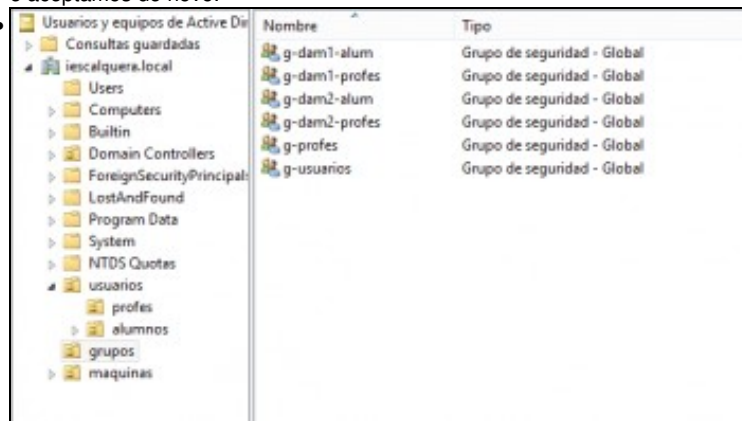 Usuarios y equipos de Active Dir
Consultas guardadas
iescalquera.local
Users
Computers
Builtin
Domain Controllers
ForeignSecurityPrincipals
LostAndFound
Program Data
System
NTDS Quotas
usuarios
profes
alumnos
grupos
maquinas
Nombre Tipo
g-dam1-alum Grupo de seguridad - Global
g-dam1-profes Grupo de seguridad - Global
g-dam2-alum Grupo de seguridad - Global
g-dam2-profes Grupo de seguridad - Global
g-profes Grupo de seguridad - Global
g-usuarios Grupo de seguridad - Global